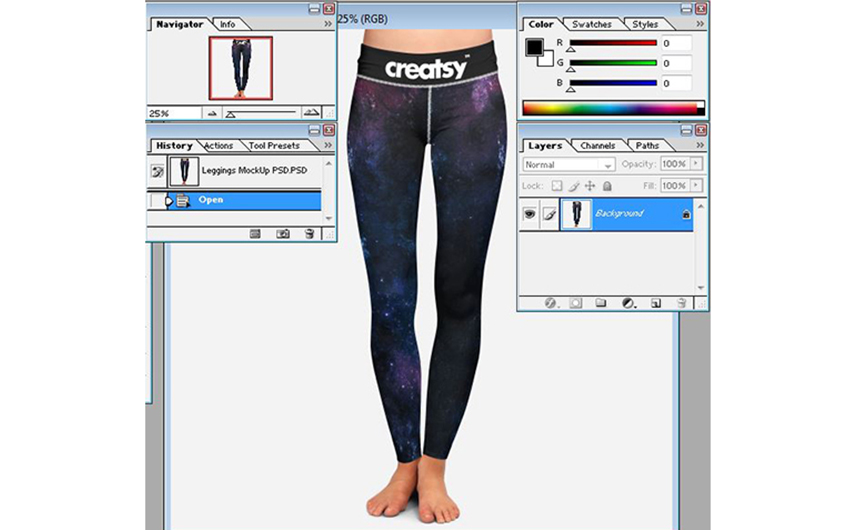 Navigator Info
25%
History Actions Tool Presets
Leggings MockUp PSD.PSD
Open
25% (RGB)
creatsy™
Color Swatches Styles
R 0
G 0
B 0
Layers Channels Paths
Normal Opacity: 100%
Lock: Fill: 100%
Background